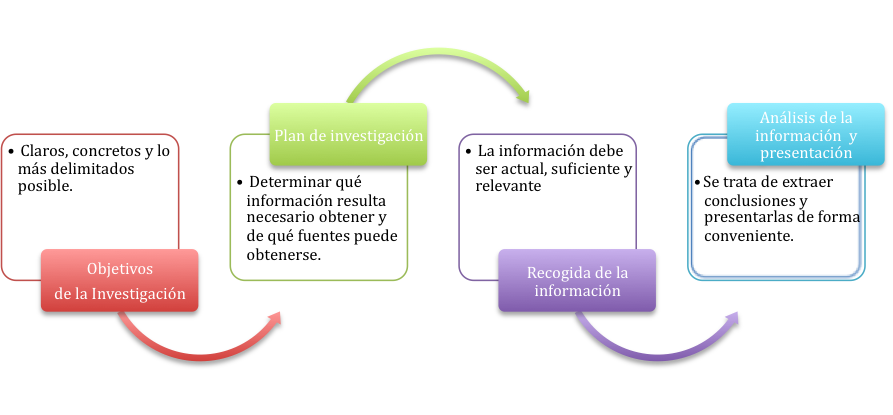 • Claros, concretos y lo
más delimitados
posible.
Objetivos
de la Investigación
Plan de investigación
• Determinar qué
información resulta
necesario obtener y
de qué fuentes puede
obtenerse.
• La información debe
ser actual, suficiente y
relevante
Recogida de la
información
Análisis de la
información y
presentación
• Se trata de extraer
conclusiones y
presentarlas de forma
conveniente.